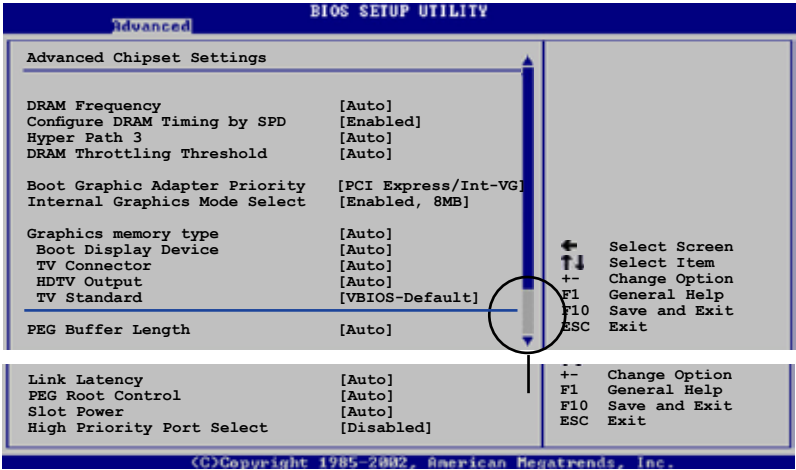 BIOS SETUP UTILITY
Advanced
Advanced Chipset Settings
DRAM Frequency [Auto]
Configure DRAM Timing by SPD [Enabled]
Hyper Path 3 [Auto]
DRAM Throttling Threshold [Auto]
Boot Graphic Adapter Priority [PCI Express/Int-VG]
Internal Graphics Mode Select [Enabled, 8MB]
Graphics memory type [Auto]
Boot Display Device [Auto]
TV Connector [Auto]
HDTV Output [Auto]
TV Standard [VBIOS-Default]
PEG Buffer Length [Auto]
← Select Screen
↑↓ Select Item
+- Change Option
F1 General Help
F10 Save and Exit
ESC Exit
Link Latency [Auto]
PEG Root Control [Auto]
Slot Power [Auto]
High Priority Port Select [Disabled]
+- Change Option
F1 General Help
F10 Save and Exit
ESC Exit
(C)Copyright 1985-2002, American Megatrends, Inc.